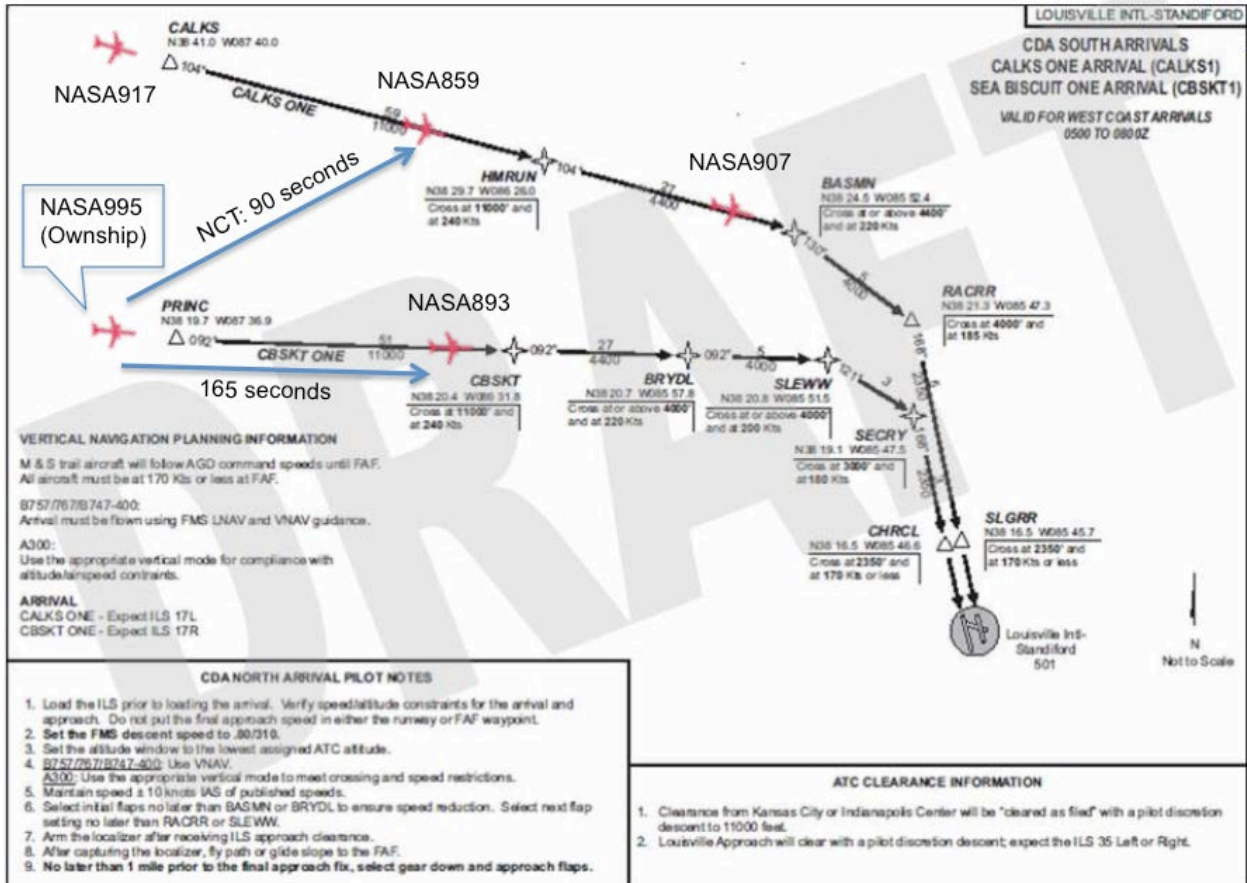 LOUISVILLE INTL-STANDIFORD
CDA SOUTH ARRIVALS
CALKS ONE ARRIVAL (CALKS1)
SEA BISCUIT ONE ARRIVAL (CBSKT1)
VALID FOR WEST COAST ARRIVALS
0500 TO 0800Z
CALKS
N38 41.0 W087 40.0
NASA917
104°
CALKS ONE
59
11000
NASA859
HMRUN
N38 29.7 W086 26.0
Cross at 11000' and
at 240 Kts
104°
27
4400
NASA907
BASMN
N38 24.5 W085 52.4
Cross at or above 4400'
and at 220 Kts
130°
5
4200
RACRR
N38 21.3 W085 47.3
Cross at 4000' and
at 185 Kts
168°
2350
NASA995
(Ownship)
NCT: 90 seconds
165 seconds
PRINC
N38 19.7 W087 36.9
092°
CBSKT ONE
51
11000
NASA893
CBSKT
N38 20.4 W086 31.8
Cross at 11000' and
at 240 Kts
092°
27
4400
BRYDL
N38 20.7 W085 57.8
Cross at or above 4000'
and at 220 Kts
092°
5
4000
SLEWW
N38 20.8 W085 51.5
Cross at or above 4000'
and at 200 Kts
121°
3
SECRY
N38 19.1 W085 47.5
Cross at 3000' and
at 180 Kts
168°
2350
CHRCL
N38 16.5 W085 46.6
Cross at 2350' and
at 170 Kts or less
SLGRR
N38 16.5 W085 45.7
Cross at 2350' and
at 170 Kts or less
Louisville Intl-
Standiford
501
N
Not to Scale
VERTICAL NAVIGATION PLANNING INFORMATION
M & S trail aircraft will follow AGD command speeds until FAF.
All aircraft must be at 170 Kts or less at FAF.
B757/767/B747-400:
Arrival must be flown using FMS LNAV and VNAV guidance.
A300:
Use the appropriate vertical mode for compliance with
altitude/airspeed contraints.
ARRIVAL
CALKS ONE - Expect ILS 17L
CBSKT ONE - Expect ILS 17R
CDA NORTH ARRIVAL PILOT NOTES
1. Load the ILS prior to loading the arrival. Verify speed/altitude constraints for the arrival and
approach. Do not put the final approach speed in either the runway or FAF waypoint.
2. Set the FMS descent speed to .80/310.
3. Set the altitude window to the lowest assigned ATC altitude.
4. B757/767/B747-400: Use VNAV.
A300: Use the appropriate vertical mode to meet crossing and speed restrictions.
5. Maintain speed ± 10 knots IAS of published speeds.
6. Select initial flaps no later than BASMN or BRYDL to ensure speed reduction. Select next flap
setting no later than RACRR or SLEWW.
7. Arm the localizer after receiving ILS approach clearance.
8. After capturing the localizer, fly path or glide slope to the FAF.
9. No later than 1 mile prior to the final approach fix, select gear down and approach flaps.
ATC CLEARANCE INFORMATION
1. Clearance from Kansas City or Indianapolis Center will be "cleared as filed" with a pilot discretion
descent to 11000 feet.
2. Louisville Approach will clear with a pilot discretion descent; expect the ILS 35 Left or Right.
DRAFT